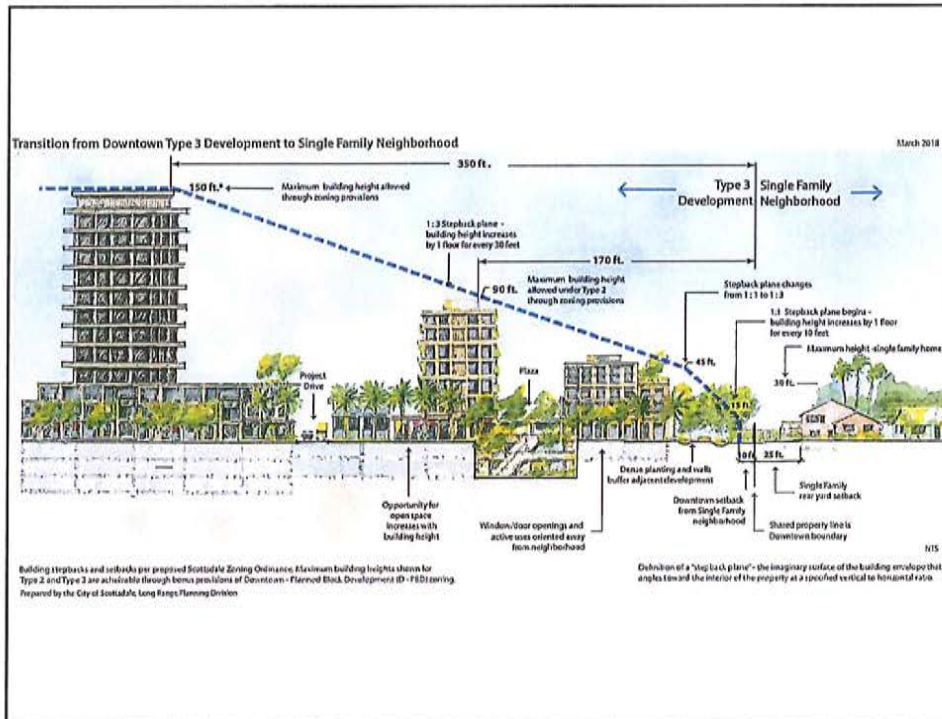 Transition from Downtown Type 3 Development to Single Family Neighborhood
March 2018
350 ft.
150 ft.*
Maximum building height allowed
through zoning provisions
Type 3
Development
Single Family
Neighborhood
1:3 Stepback plane -
building height increases
by 1 floor for every 30 feet
170 ft.
90 ft.
Maximum building height
allowed under Type 2
through zoning provisions
Stepback plane changes
from 1:1 to 1:3
1:1 Stepback plane begins -
building height increases by 1 floor
for every 10 feet
Maximum height-single family home
45 ft.
30 ft.
15 ft.
Project
Drive
Plaza
10 ft.
25 ft.
Opportunity for
open space
increases with
building height
Window/door openings and
active uses oriented away
from neighborhood
Dense planting and walls
buffer adjacent development
Downtown setback
from Single Family
neighborhood
Single Family
rear yard setback
Shared property line is
Downtown boundary
NTS
Building stepbacks and setbacks per proposed Scottsdale Zoning Ordinance. Maximum building heights shown for
Type 2 and Type 3 are achievable through bonus provisions of Downtown - Planned Block Development (D - PBD) zoning.
Prepared by the City of Scottsdale, Long Range Planning Division
Definition of a "stepback plane"- the imaginary surface of the building envelope that
angles toward the interior of the property at a specified vertical to horizontal ratio.